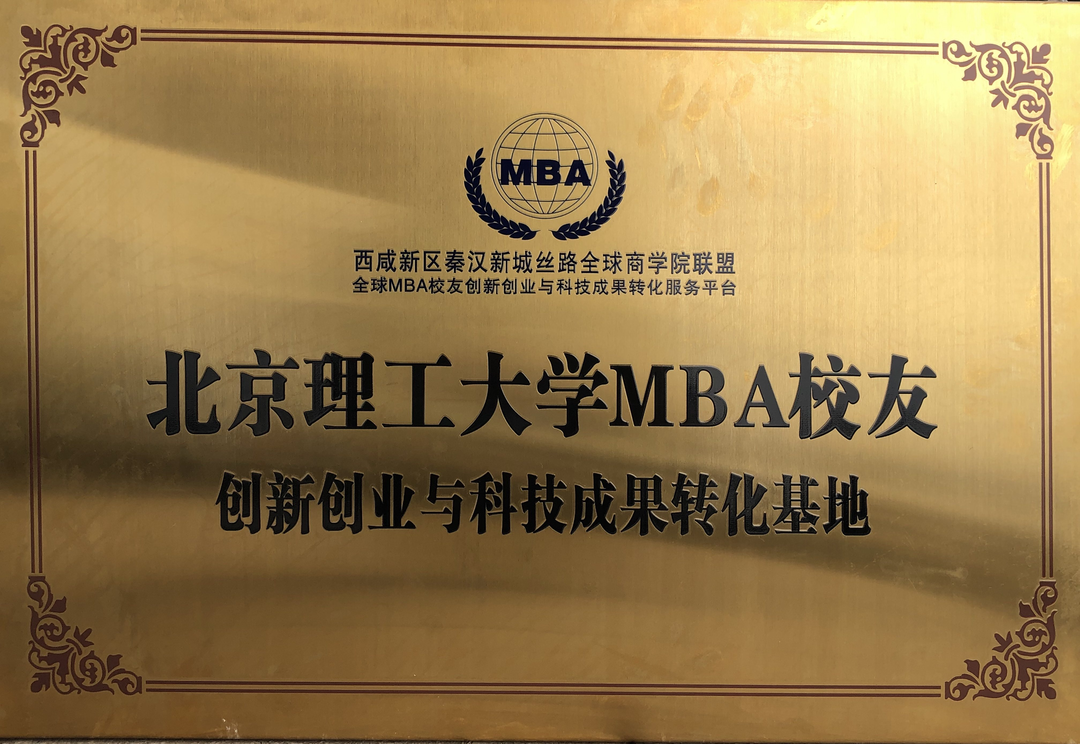 MBA
西咸新区秦汉新城丝路全球商学院联盟
全球MBA校友创新创业与科技成果转化服务平台
北京理工大学MBA校友
创新创业与科技成果转化基地